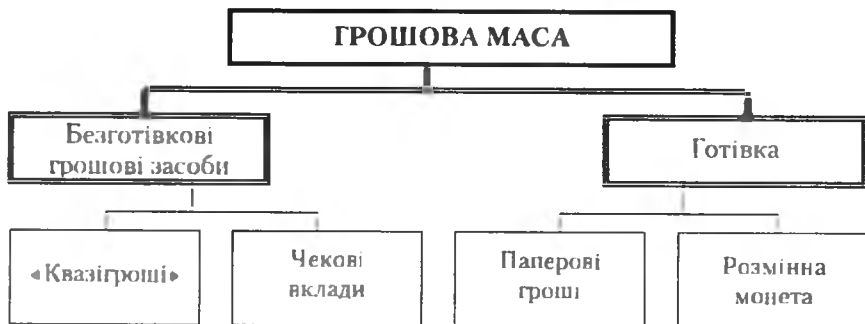 ГРОШОВА МАСА
Безготівкові
грошові засоби
Готівка
«Квазігроші»
Чекові
вклади
Паперові
гроші
Розмінна
монета